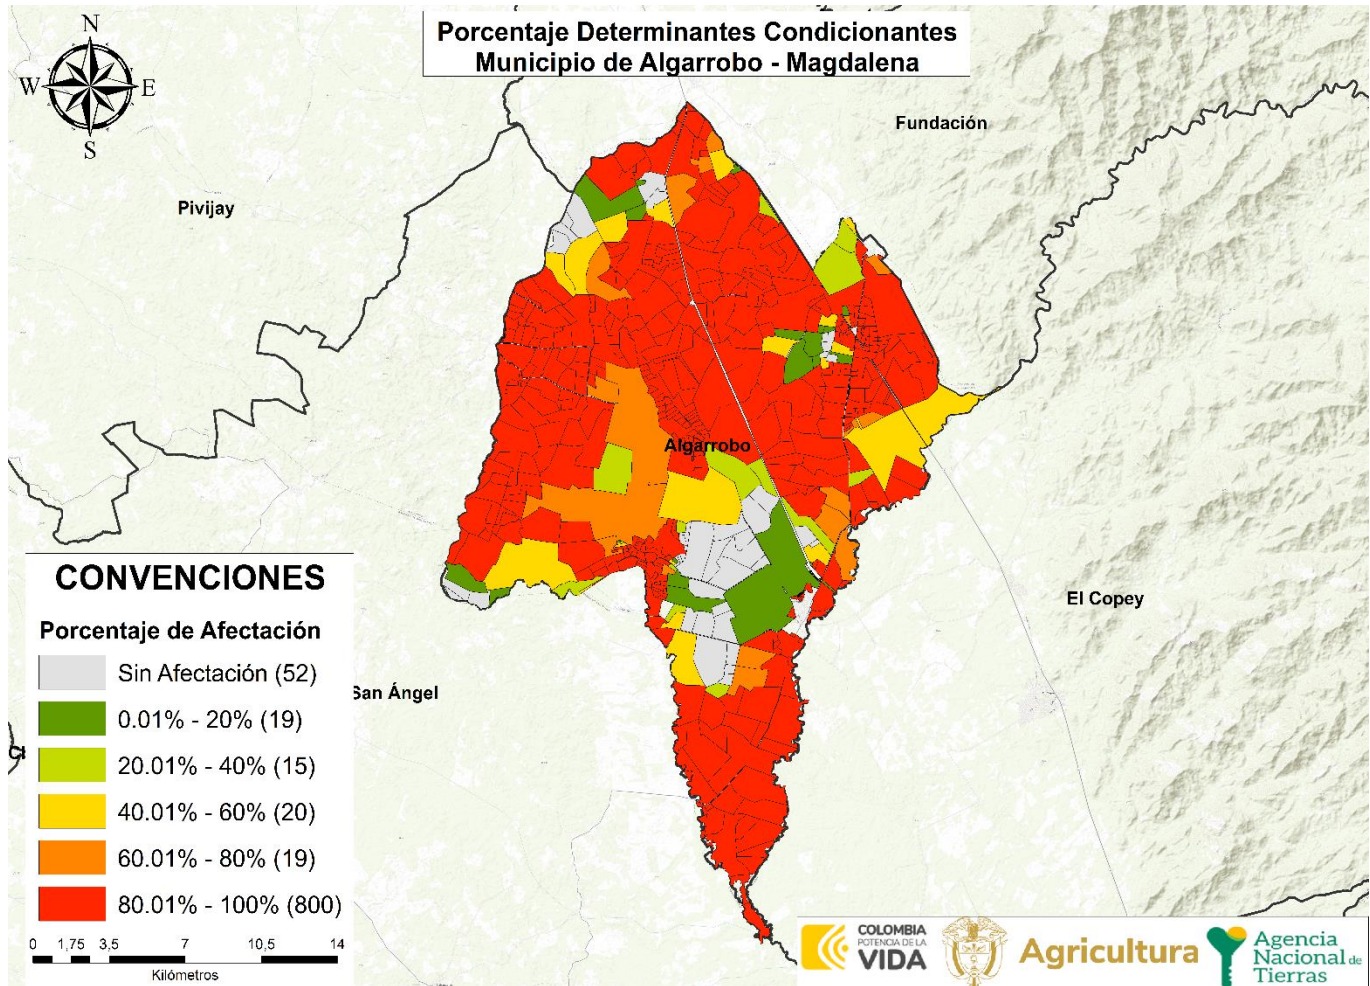 Porcentaje Determinantes Condicionantes
Municipio de Algarrobo - Magdalena
N
W
E
S
Fundación
Pivijay
Algarrobo
El Copey
San Ángel
CONVENCIONES
Porcentaje de Afectación
Sin Afectación (52)
0.01% - 20% (19)
20.01% - 40% (15)
40.01% - 60% (20)
60.01% - 80% (19)
80.01% - 100% (800)
0 1,75 3,5 7 10,5 14
Kilómetros
COLOMBIA
POTENCIA DE LA
VIDA
Agricultura
Agencia
Nacional de
Tierras